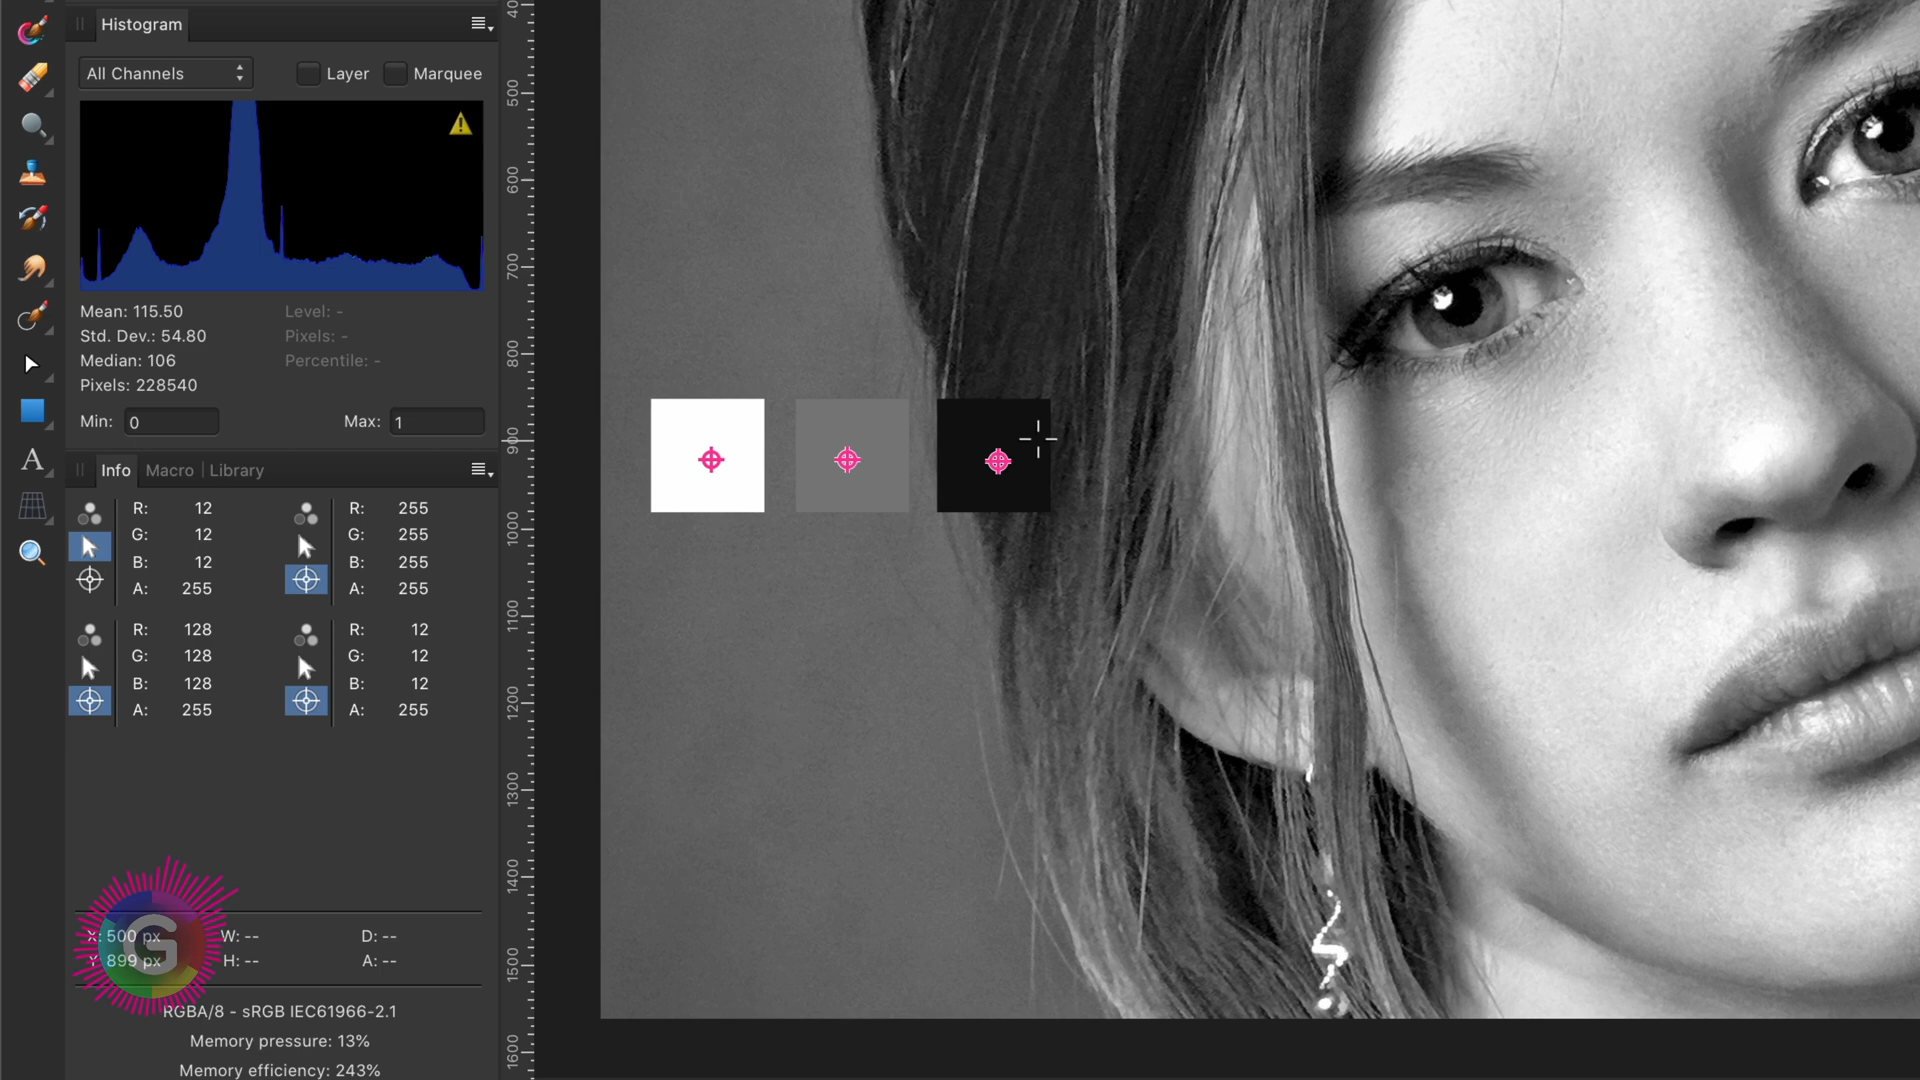 Histogram
All Channels
Layer
Marquee
Mean: 115.50
Level: -
Std. Dev.: 54.80
Pixels: -
Median: 106
Percentile: -
Pixels: 228540
Min: 0
Max: 1
Info
Macro
Library
R: 12
G: 12
B: 12
A: 255
R: 255
G: 255
B: 255
A: 255
R: 128
G: 128
B: 128
A: 255
R: 12
G: 12
B: 12
A: 255
X: 500 px
W: --
D: --
Y: 899 px
H: --
A: --
RGBA/8 - sRGB IEC61966-2.1
Memory pressure: 13%
Memory efficiency: 243%
G
A
40
500
600
700
800
900
1000
1100
1200
1300
1400
1500
1600